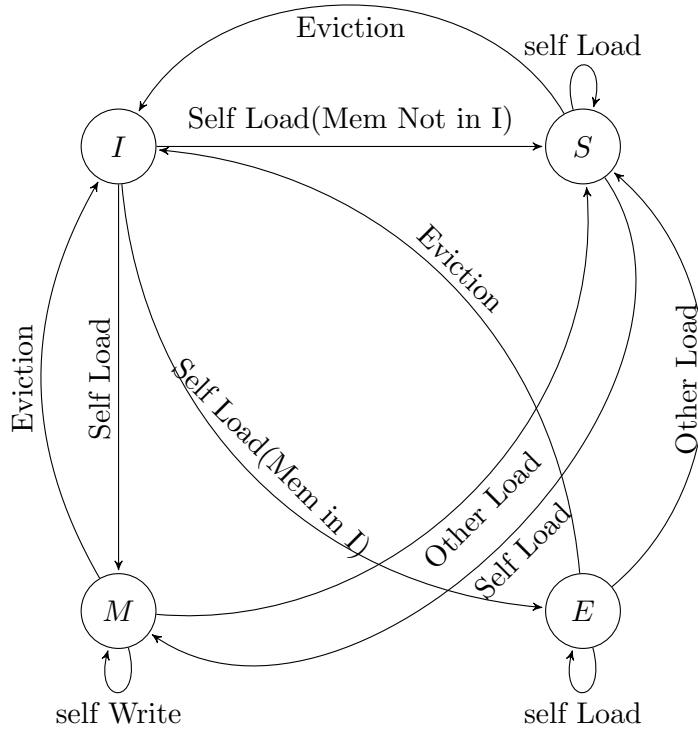 Eviction
self Load
Self Load(Mem Not in I)
I
S
Eviction
Eviction
Self Load
Self Load(Mem in I)
Other Load
Other Load
Self Load
M
E
self Write
self Load